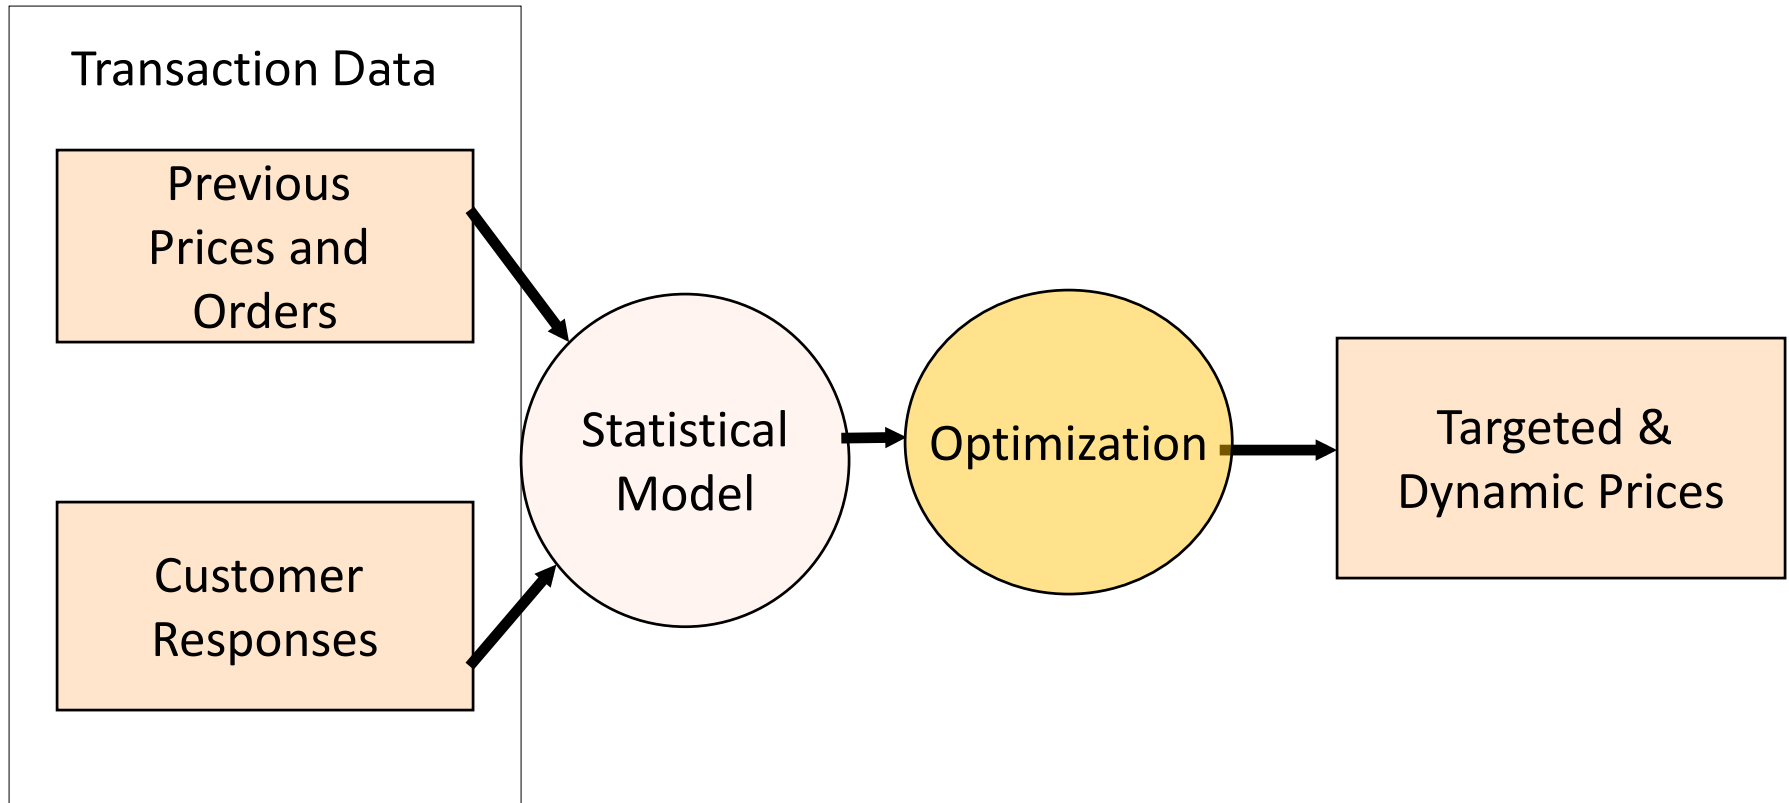 Transaction Data
Previous
Prices and
Orders
Customer
Responses
Statistical
Model
Optimization
Targeted &
Dynamic Prices